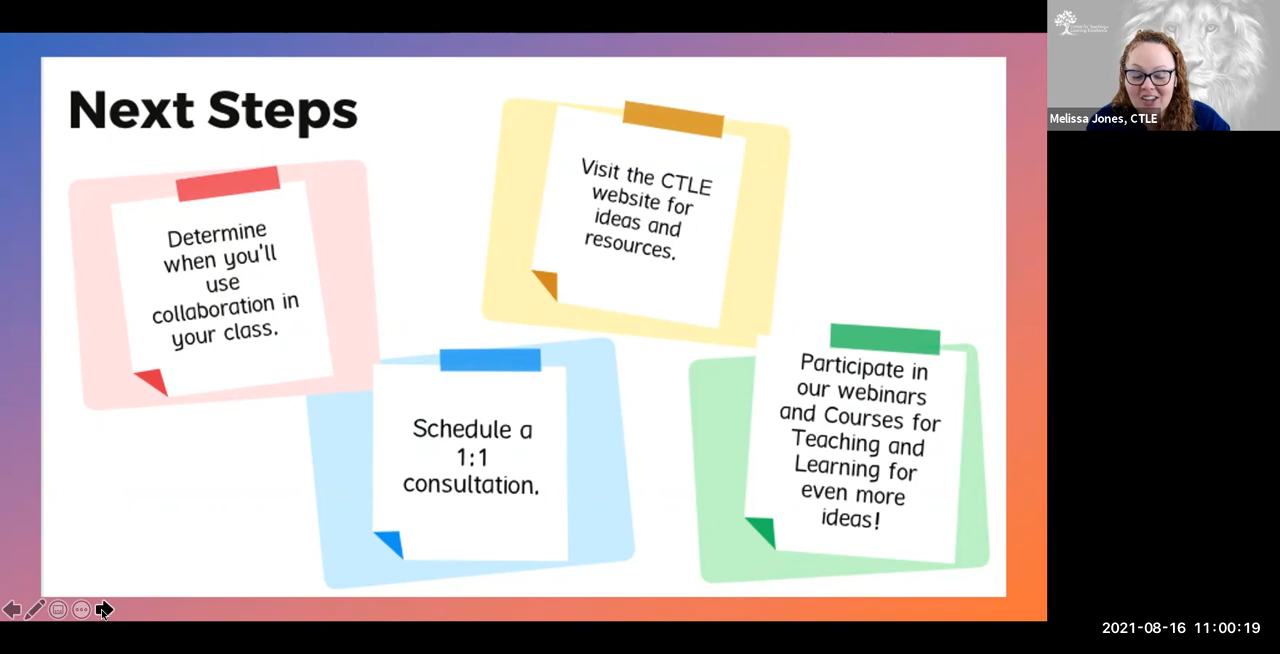 Next Steps
Determine
when you'll
use
collaboration in
your class.
Visit the CTLE
website for
ideas and
resources.
Schedule a
1:1
consultation.
Participate in
our webinars
and Courses for
Teaching and
Learning for
even more
ideas!
Melissa Jones, CTLE
2021-08-16 11:00:19